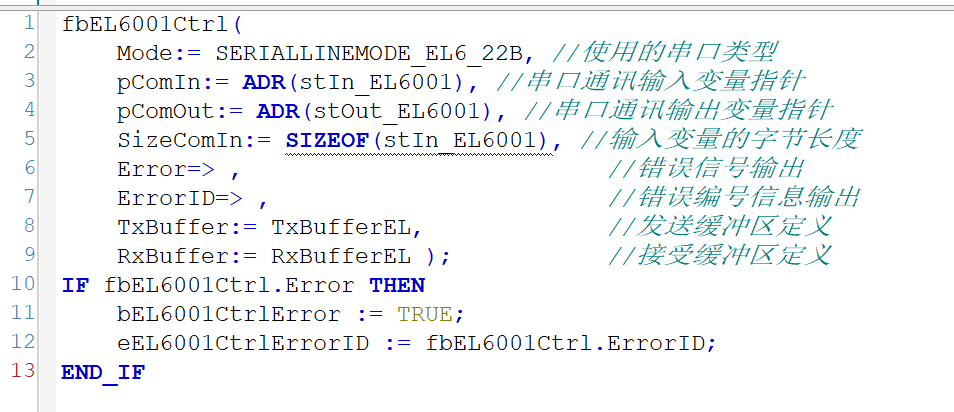 1 fbEL6001Ctrl(
2 Mode:= SERIALLINEMODE_EL6_22B, //使用的串口类型
3 pComIn:= ADR(stIn_EL6001), //串口通讯输入变量指针
4 pComOut:= ADR(stOut_EL6001), //串口通讯输出变量指针
5 SizeComIn:= SIZEOF(stIn_EL6001), //输入变量的字节长度
6 Error=> , //错误信号输出
7 ErrorID=> , //错误编号信息输出
8 TxBuffer:= TxBufferEL, //发送缓冲区定义
9 RxBuffer:= RxBufferEL ); //接受缓冲区定义
10 IF fbEL6001Ctrl.Error THEN
11 bEL6001CtrlError := TRUE;
12 eEL6001CtrlErrorID := fbEL6001Ctrl.ErrorID;
13 END_IF